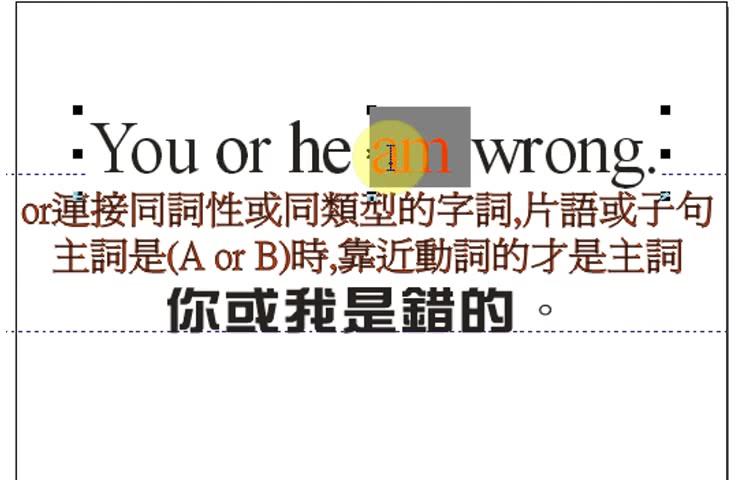 You or he am wrong.
or連接同詞性或同類型的字詞,片語或子句
主詞是(A or B)時,靠近動詞的才是主詞
你或我是錯的。